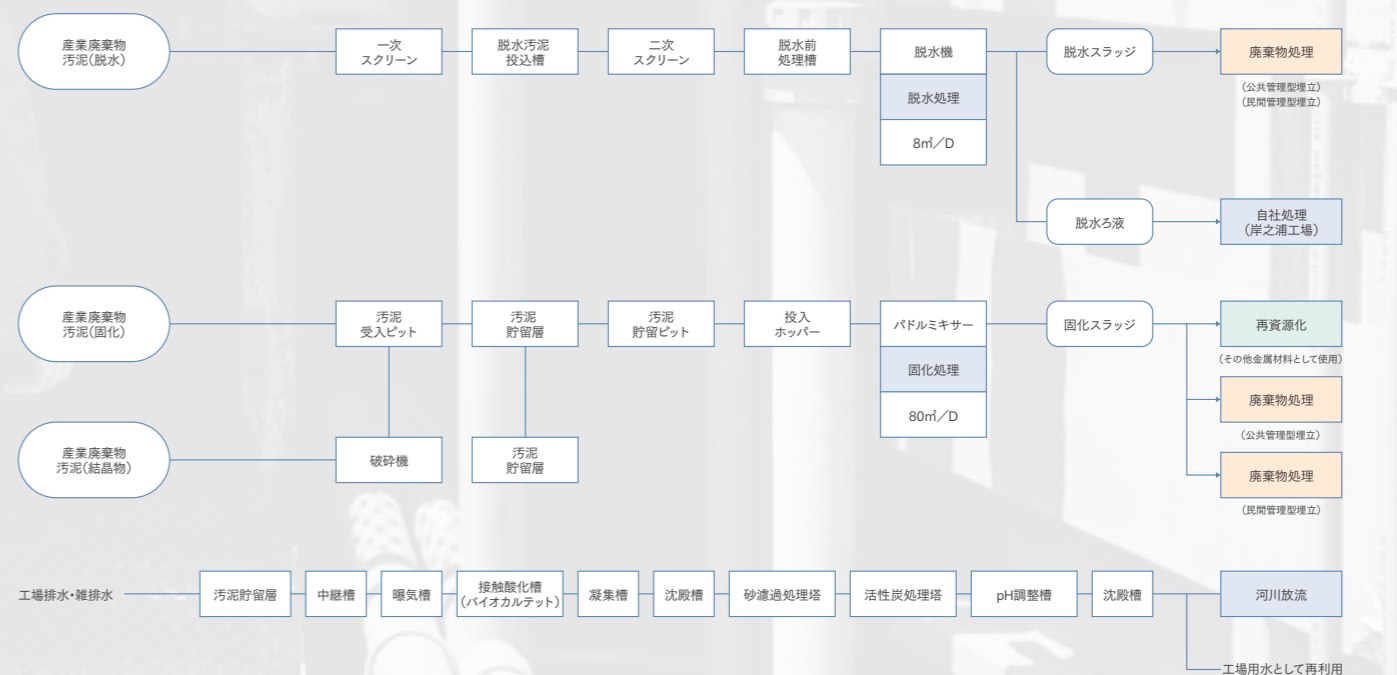 産業廃棄物
汚泥(脱水)
一次
スクリーン
脱水汚泥
投込槽
二次
スクリーン
脱水前
処理槽
脱水機
脱水処理
8㎥/D
脱水スラッジ
廃棄物処理
(公共管理型埋立)
(民間管理型埋立)
脱水ろ液
自社処理
(岸之浦工場)
産業廃棄物
汚泥(固化)
汚泥
受入ピット
汚泥
貯留層
汚泥
貯留ピット
投入
ホッパー
パドルミキサー
固化処理
80㎥/D
固化スラッジ
再資源化
(その他金属材料として使用)
廃棄物処理
(公共管理型埋立)
廃棄物処理
(民間管理型埋立)
産業廃棄物
汚泥(結晶物)
破砕機
汚泥
貯留層
工場排水・雑排水
汚泥貯留層
中継槽
曝気槽
接触酸化槽
(バイオカルテット)
凝集槽
沈殿槽
砂濾過処理塔
活性炭処理塔
pH調整槽
沈殿槽
河川放流
工場用水として再利用